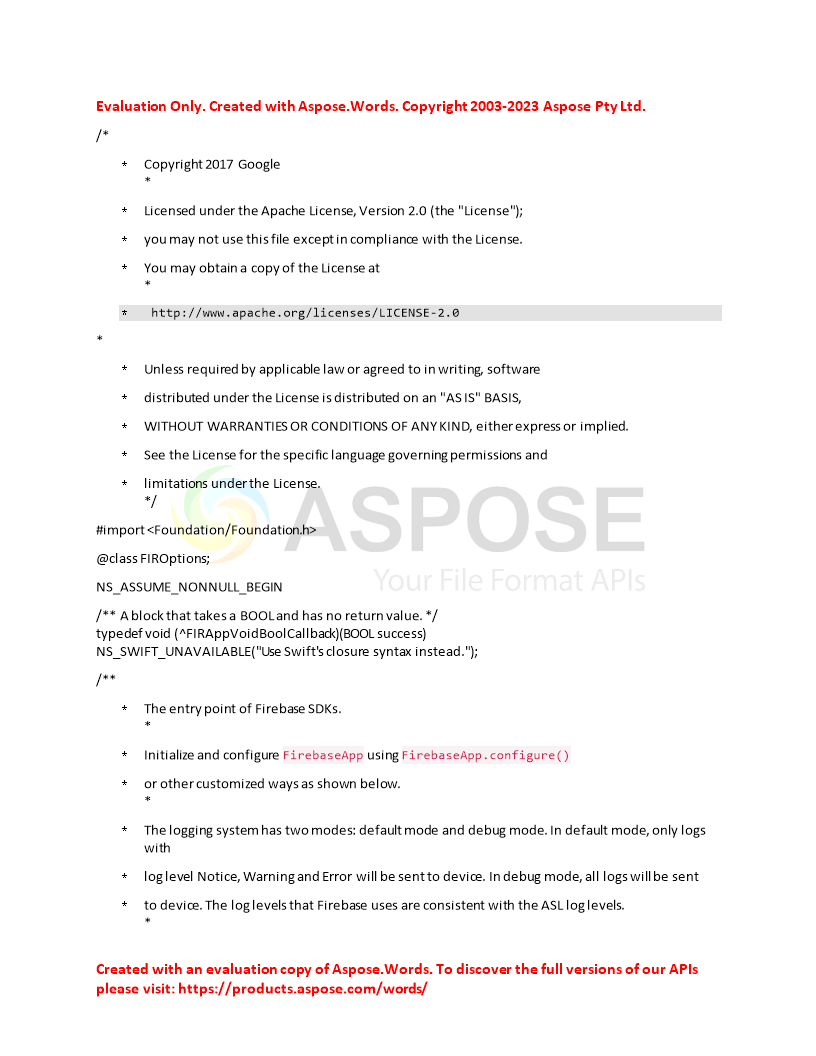 Evaluation Only. Created with Aspose.Words. Copyright 2003-2023 Aspose Pty Ltd.
/*
* Copyright 2017 Google
*
* Licensed under the Apache License, Version 2.0 (the "License");
* you may not use this file except in compliance with the License.
* You may obtain a copy of the License at
*
* http://www.apache.org/licenses/LICENSE-2.0
*
* Unless required by applicable law or agreed to in writing, software
* distributed under the License is distributed on an "AS IS" BASIS,
* WITHOUT WARRANTIES OR CONDITIONS OF ANY KIND, either express or implied.
* See the License for the specific language governing permissions and
* limitations under the License.
*/
ASPOSE
#import <Foundation/Foundation.h>
@class FIROptions;
Your File Format APIs
NS_ASSUME_NONNULL_BEGIN
/** A block that takes a BOOL and has no return value. */
typedef void (^FIRAppVoidBoolCallback)(BOOL success)
NS_SWIFT_UNAVAILABLE("Use Swift's closure syntax instead.");
/**
* The entry point of Firebase SDKs.
*
* Initialize and configure FirebaseApp using FirebaseApp.configure()
* or other customized ways as shown below.
*
* The logging system has two modes: default mode and debug mode. In default mode, only logs
with
* log level Notice, Warning and Error will be sent to device. In debug mode, all logs will be sent
* to device. The log levels that Firebase uses are consistent with the ASL log levels.
*
Created with an evaluation copy of Aspose.Words. To discover the full versions of our APIs
please visit: https://products.aspose.com/words/